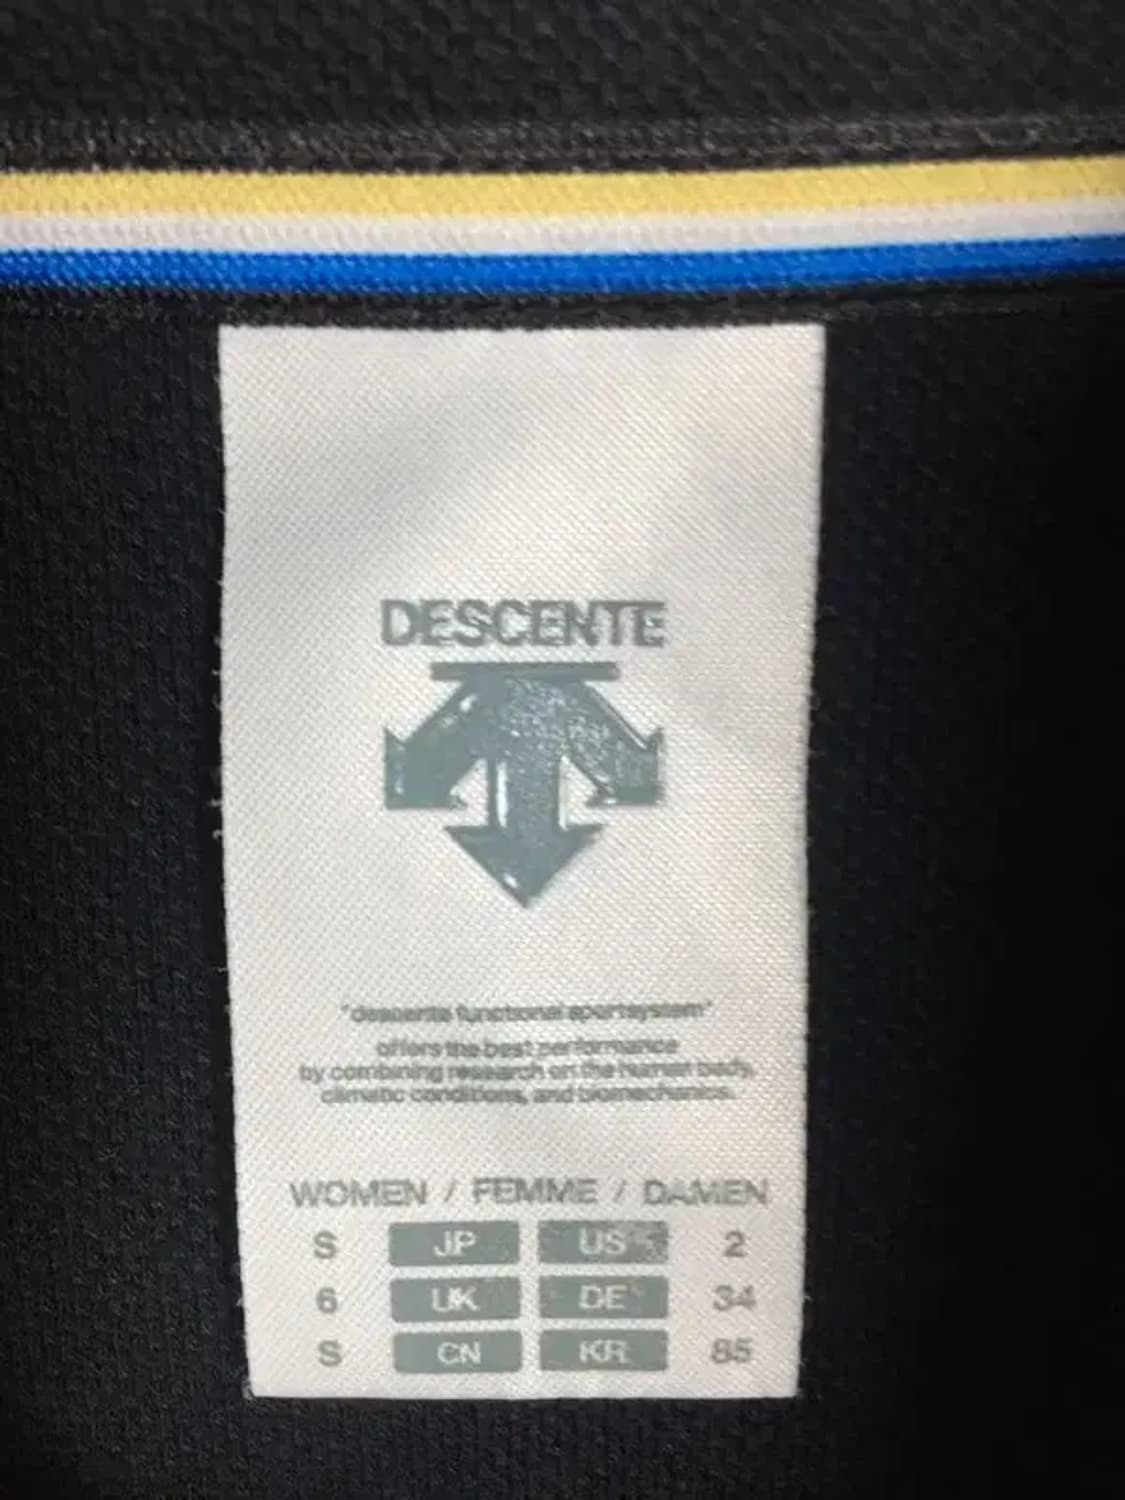 DESCENTE
"descente functional sportsystem"
offers the best performance
by combining research on the human body,
climatic conditions, and biomechanics.
WOMEN / FEMME / DAMEN
S JP US 2
6 UK DE 34
S CN KR 85